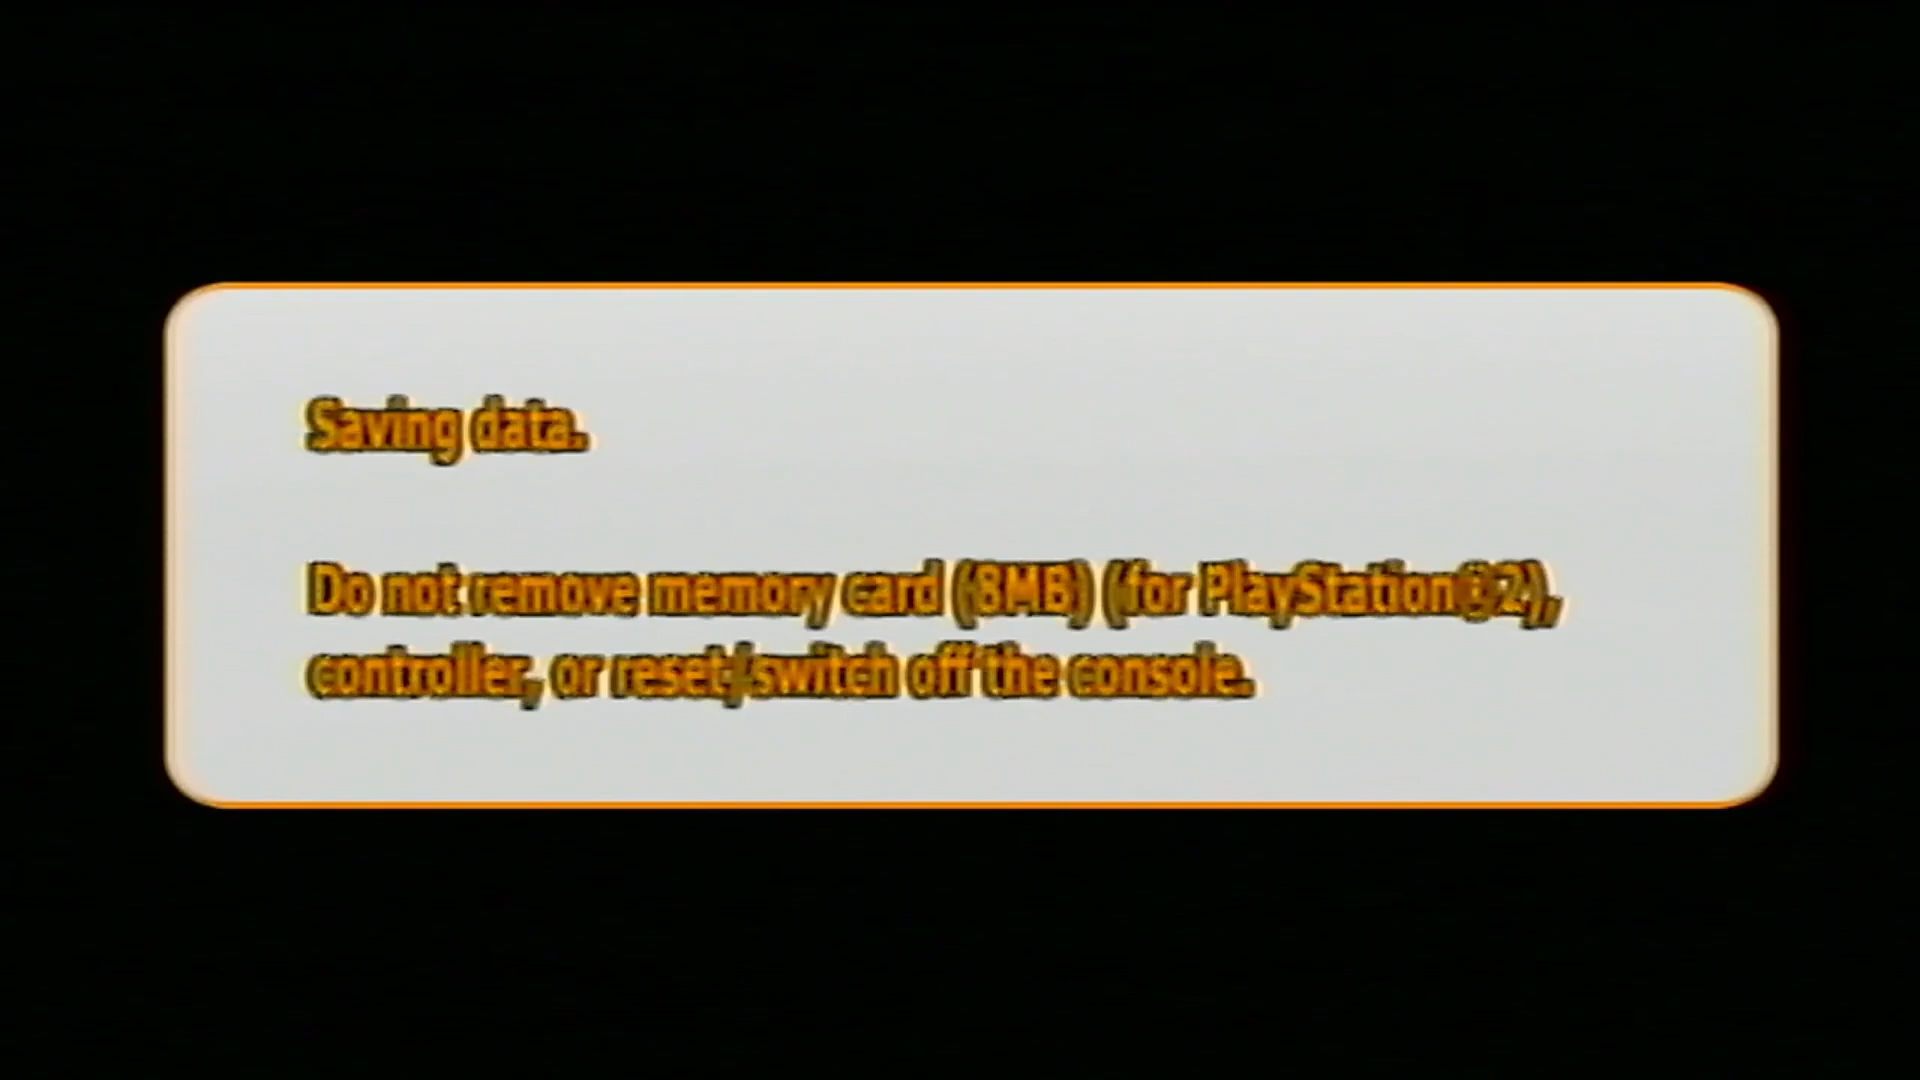 Saving data.
Do not remove memory card (8MB) (for PlayStation®2),
controller, or reset/switch off the console.